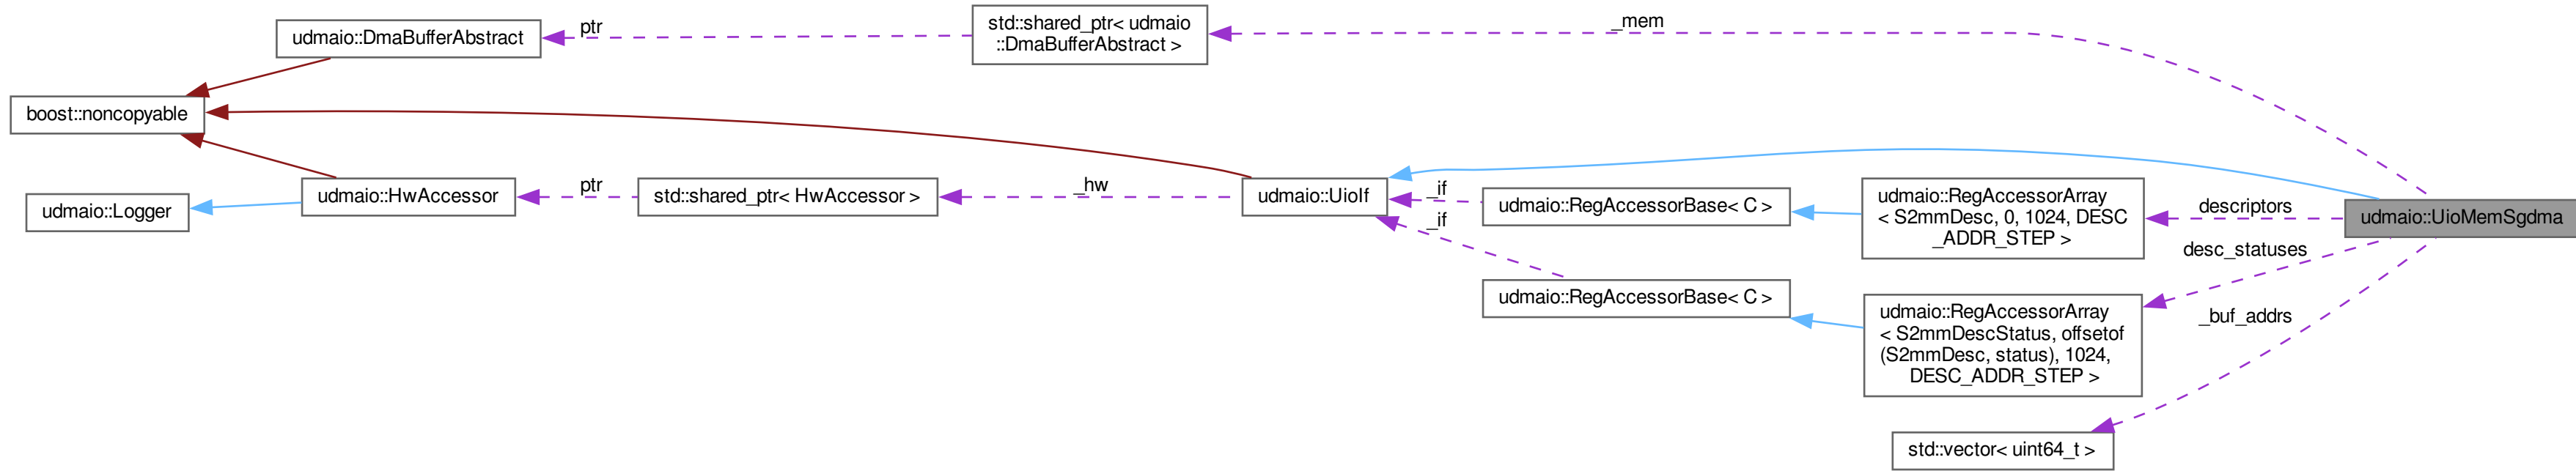 udmaio::DmaBufferAbstract
ptr
std::shared_ptr< udmaio
::DmaBufferAbstract >
_mem
boost::noncopyable
udmaio::Logger
udmaio::HwAccessor
ptr
std::shared_ptr< HwAccessor >
_hw
udmaio::UioIf
_if
_if
udmaio::RegAccessorBase< C >
udmaio::RegAccessorBase< C >
udmaio::RegAccessorArray
< S2mmDesc, 0, 1024, DESC
_ADDR_STEP >
descriptors
udmaio::UioMemSgdma
desc_statuses
udmaio::RegAccessorArray
< S2mmDescStatus, offsetof
(S2mmDesc, status), 1024,
DESC_ADDR_STEP >
_buf_addrs
std::vector< uint64_t >